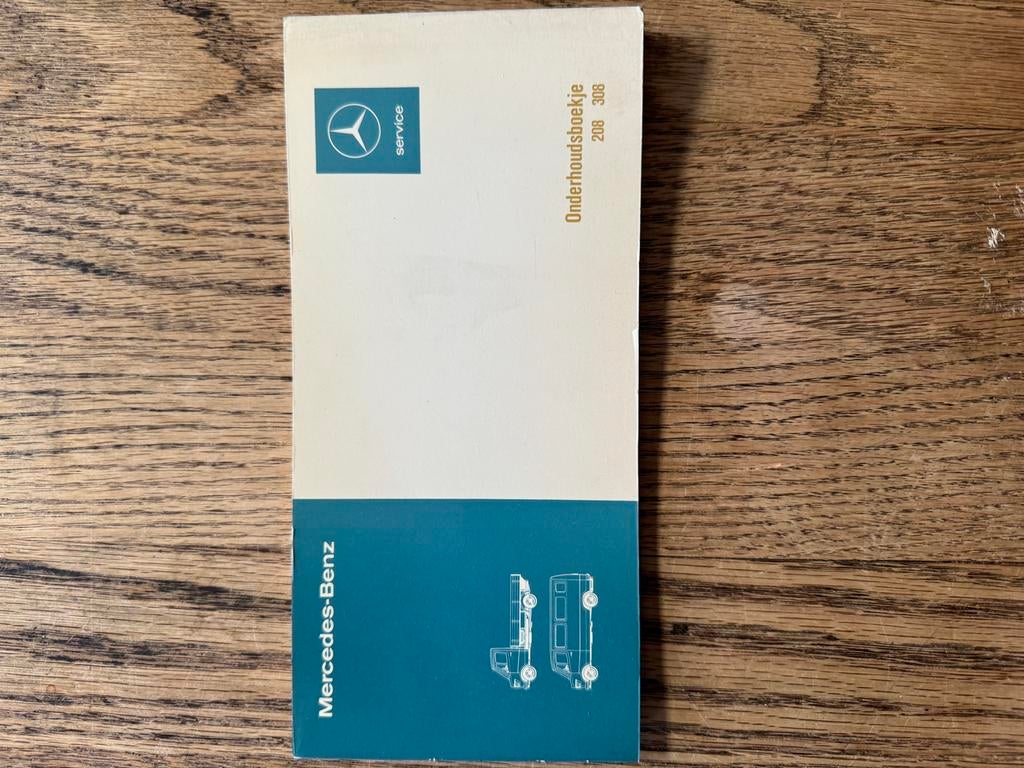 Mercedes-Benz
service
Onderhoudsboekje
208 308